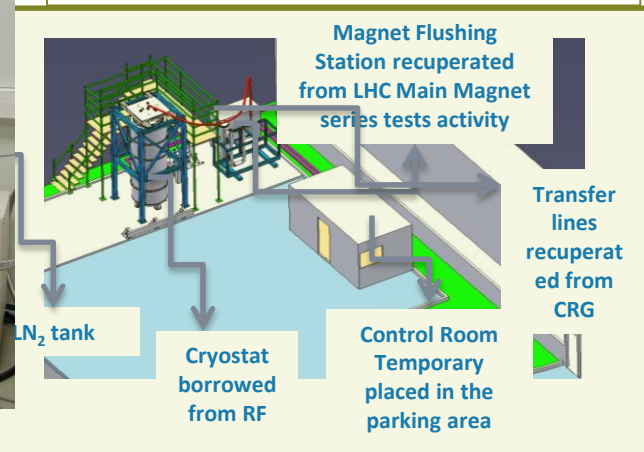 Magnet Flushing
Station recuperated
from LHC Main Magnet
series tests activity
Transfer
lines
recuperat
ed from
CRG
LN₂ tank
Cryostat
borrowed
from RF
Control Room
Temporary
placed in the
parking area